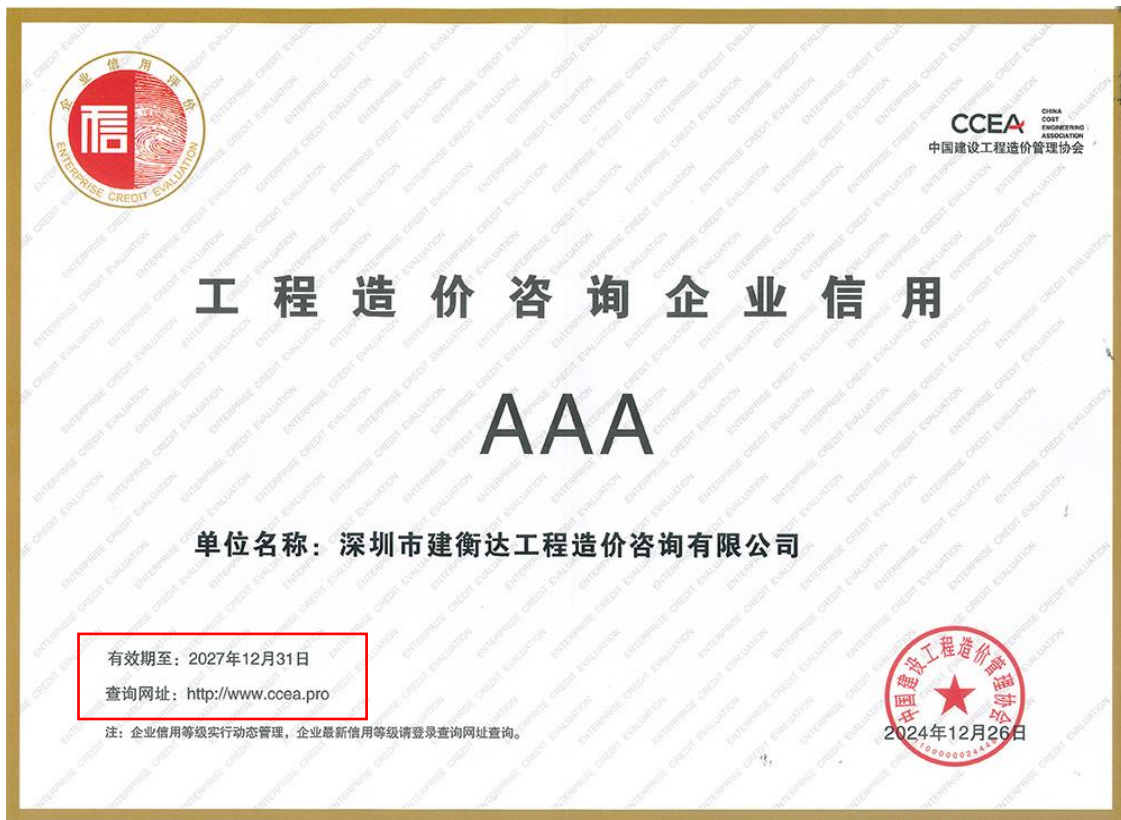 企业信用评价
信
ENTERPRISE CREDIT EVALUATION
CCEA
CHINA
COST
ENGINEERING
ASSOCIATION
中国建设工程造价管理协会
工程造价咨询企业信用
AAA
单位名称：深圳市建衡达工程造价咨询有限公司
有效期至：2027年12月31日
查询网址：http://www.ccea.pro
注：企业信用等级实行动态管理，企业最新信用等级请登录查询网址查询。
中国建设工程造价管理协会
2024年12月26日